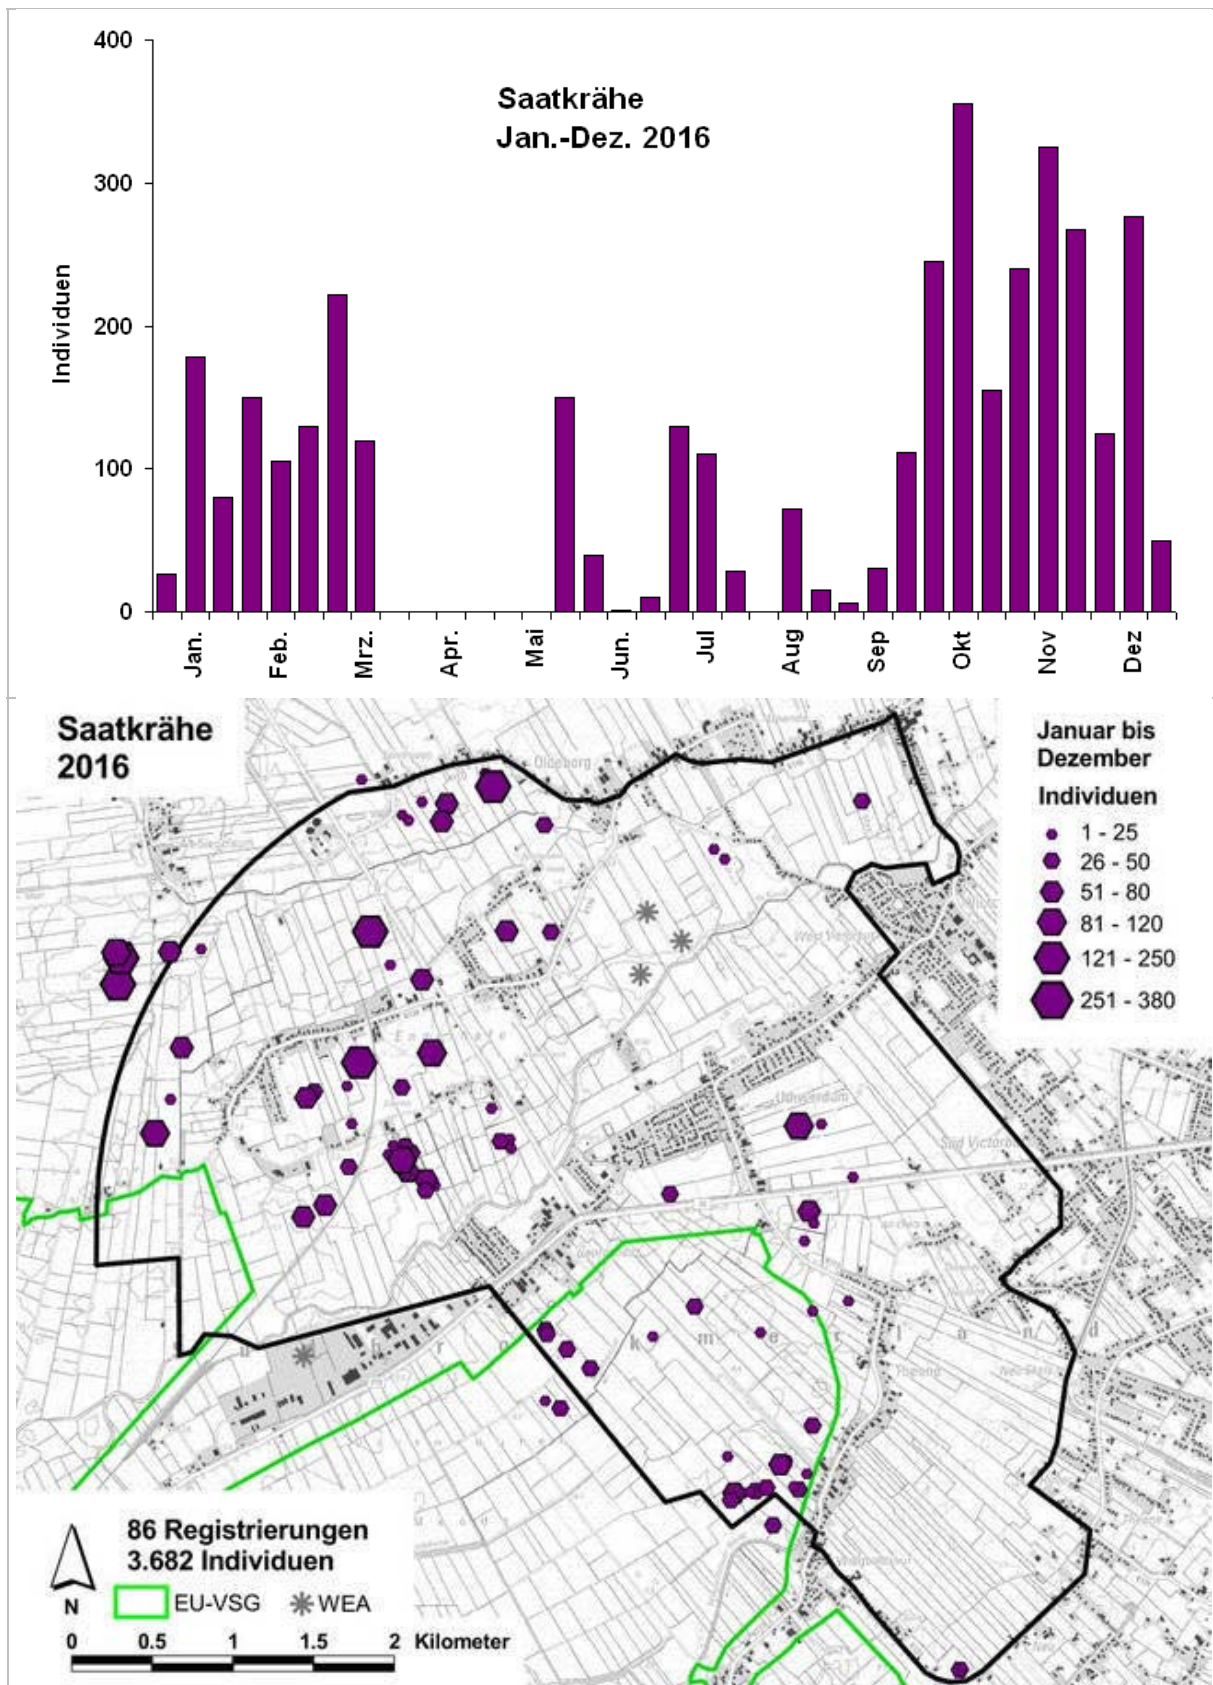 400
300
200
100
0
Individuen
Saatkrähe
Jan.-Dez. 2016
Jan.
Feb.
Mrz.
Apr.
Mai
Jun.
Jul
Aug
Sep
Okt
Nov
Dez
Saatkrähe
2016
Januar bis
Dezember
Individuen
1 - 25
26 - 50
51 - 80
81 - 120
121 - 250
251 - 380
Oldeborg
Süd Victorbur
k m e r l a n d
86 Registrierungen
3.682 Individuen
EU-VSG
WEA
N
0 0.5 1 1.5 2 Kilometer